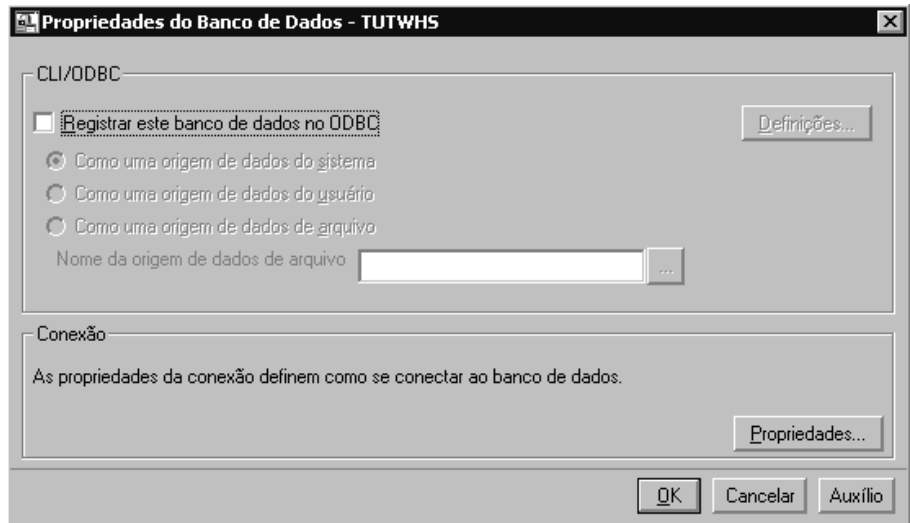 Propriedades do Banco de Dados - TUTWHS
CLI/ODBC
Registrar este banco de dados no ODBC
Definições...
Como uma origem de dados do sistema
Como uma origem de dados do usuário
Como uma origem de dados de arquivo
Nome da origem de dados de arquivo
...
Conexão
As propriedades da conexão definem como se conectar ao banco de dados.
Propriedades...
OK Cancelar Auxílio